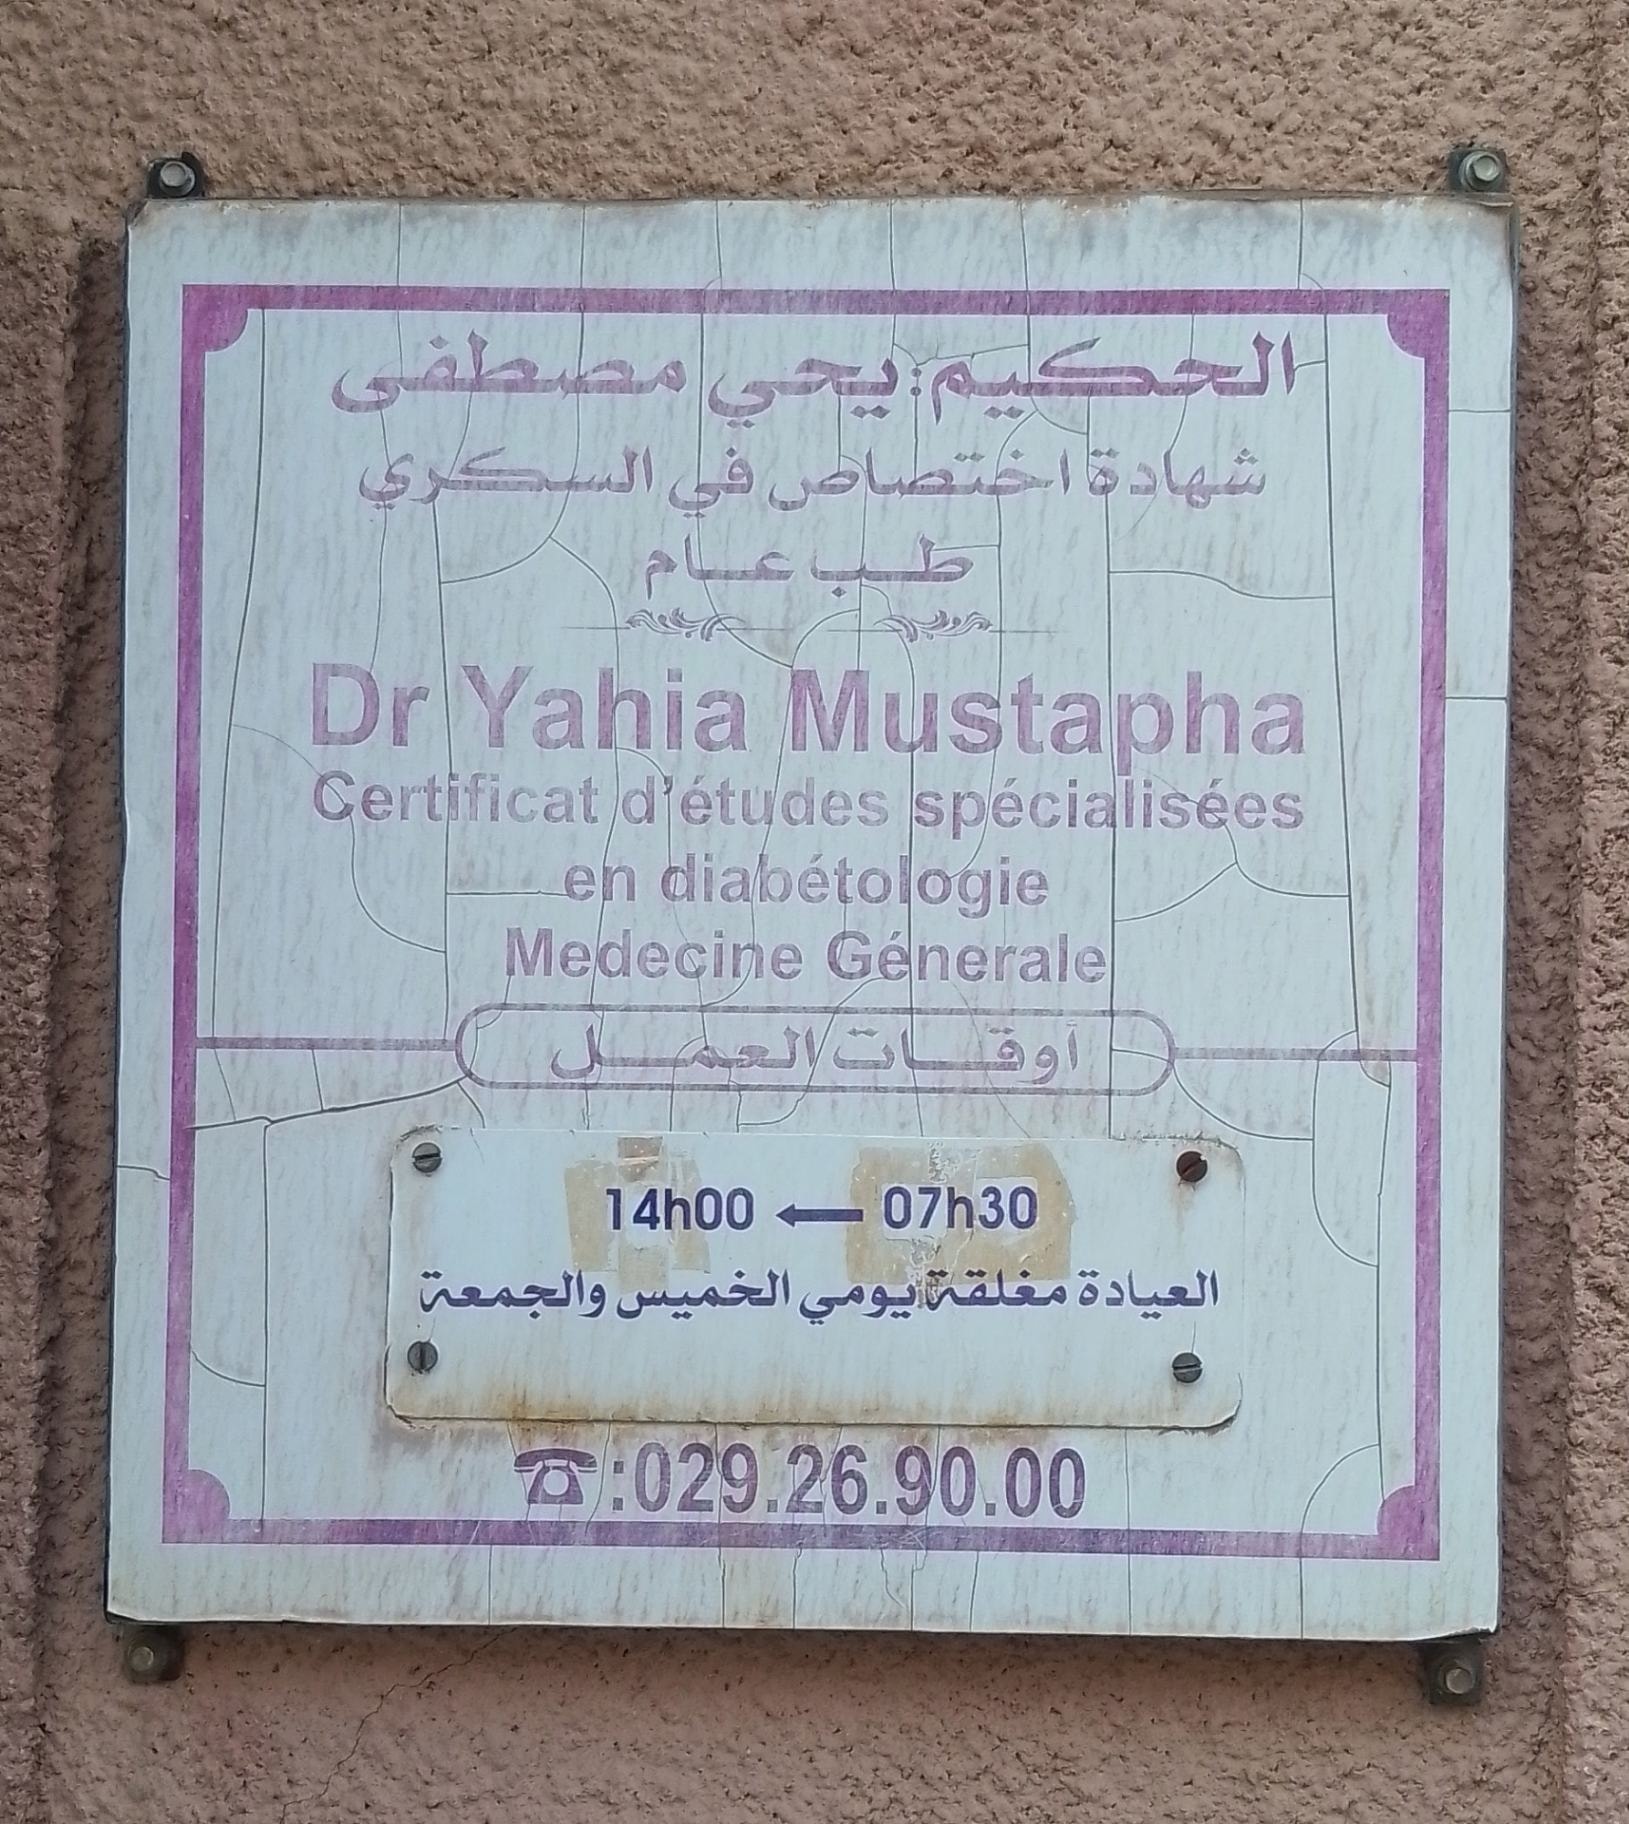 الحكيم: يحي مصطفى
شهادة اختصاص في السكري
طب عام
Dr Yahia Mustapha
Certificat d'études spécialisées
en diabétologie
Medecine Génerale
أوقات العمل
14h00 ← 07h30
العيادة مغلقة يومي الخميس والجمعة
☎:029.26.90.00